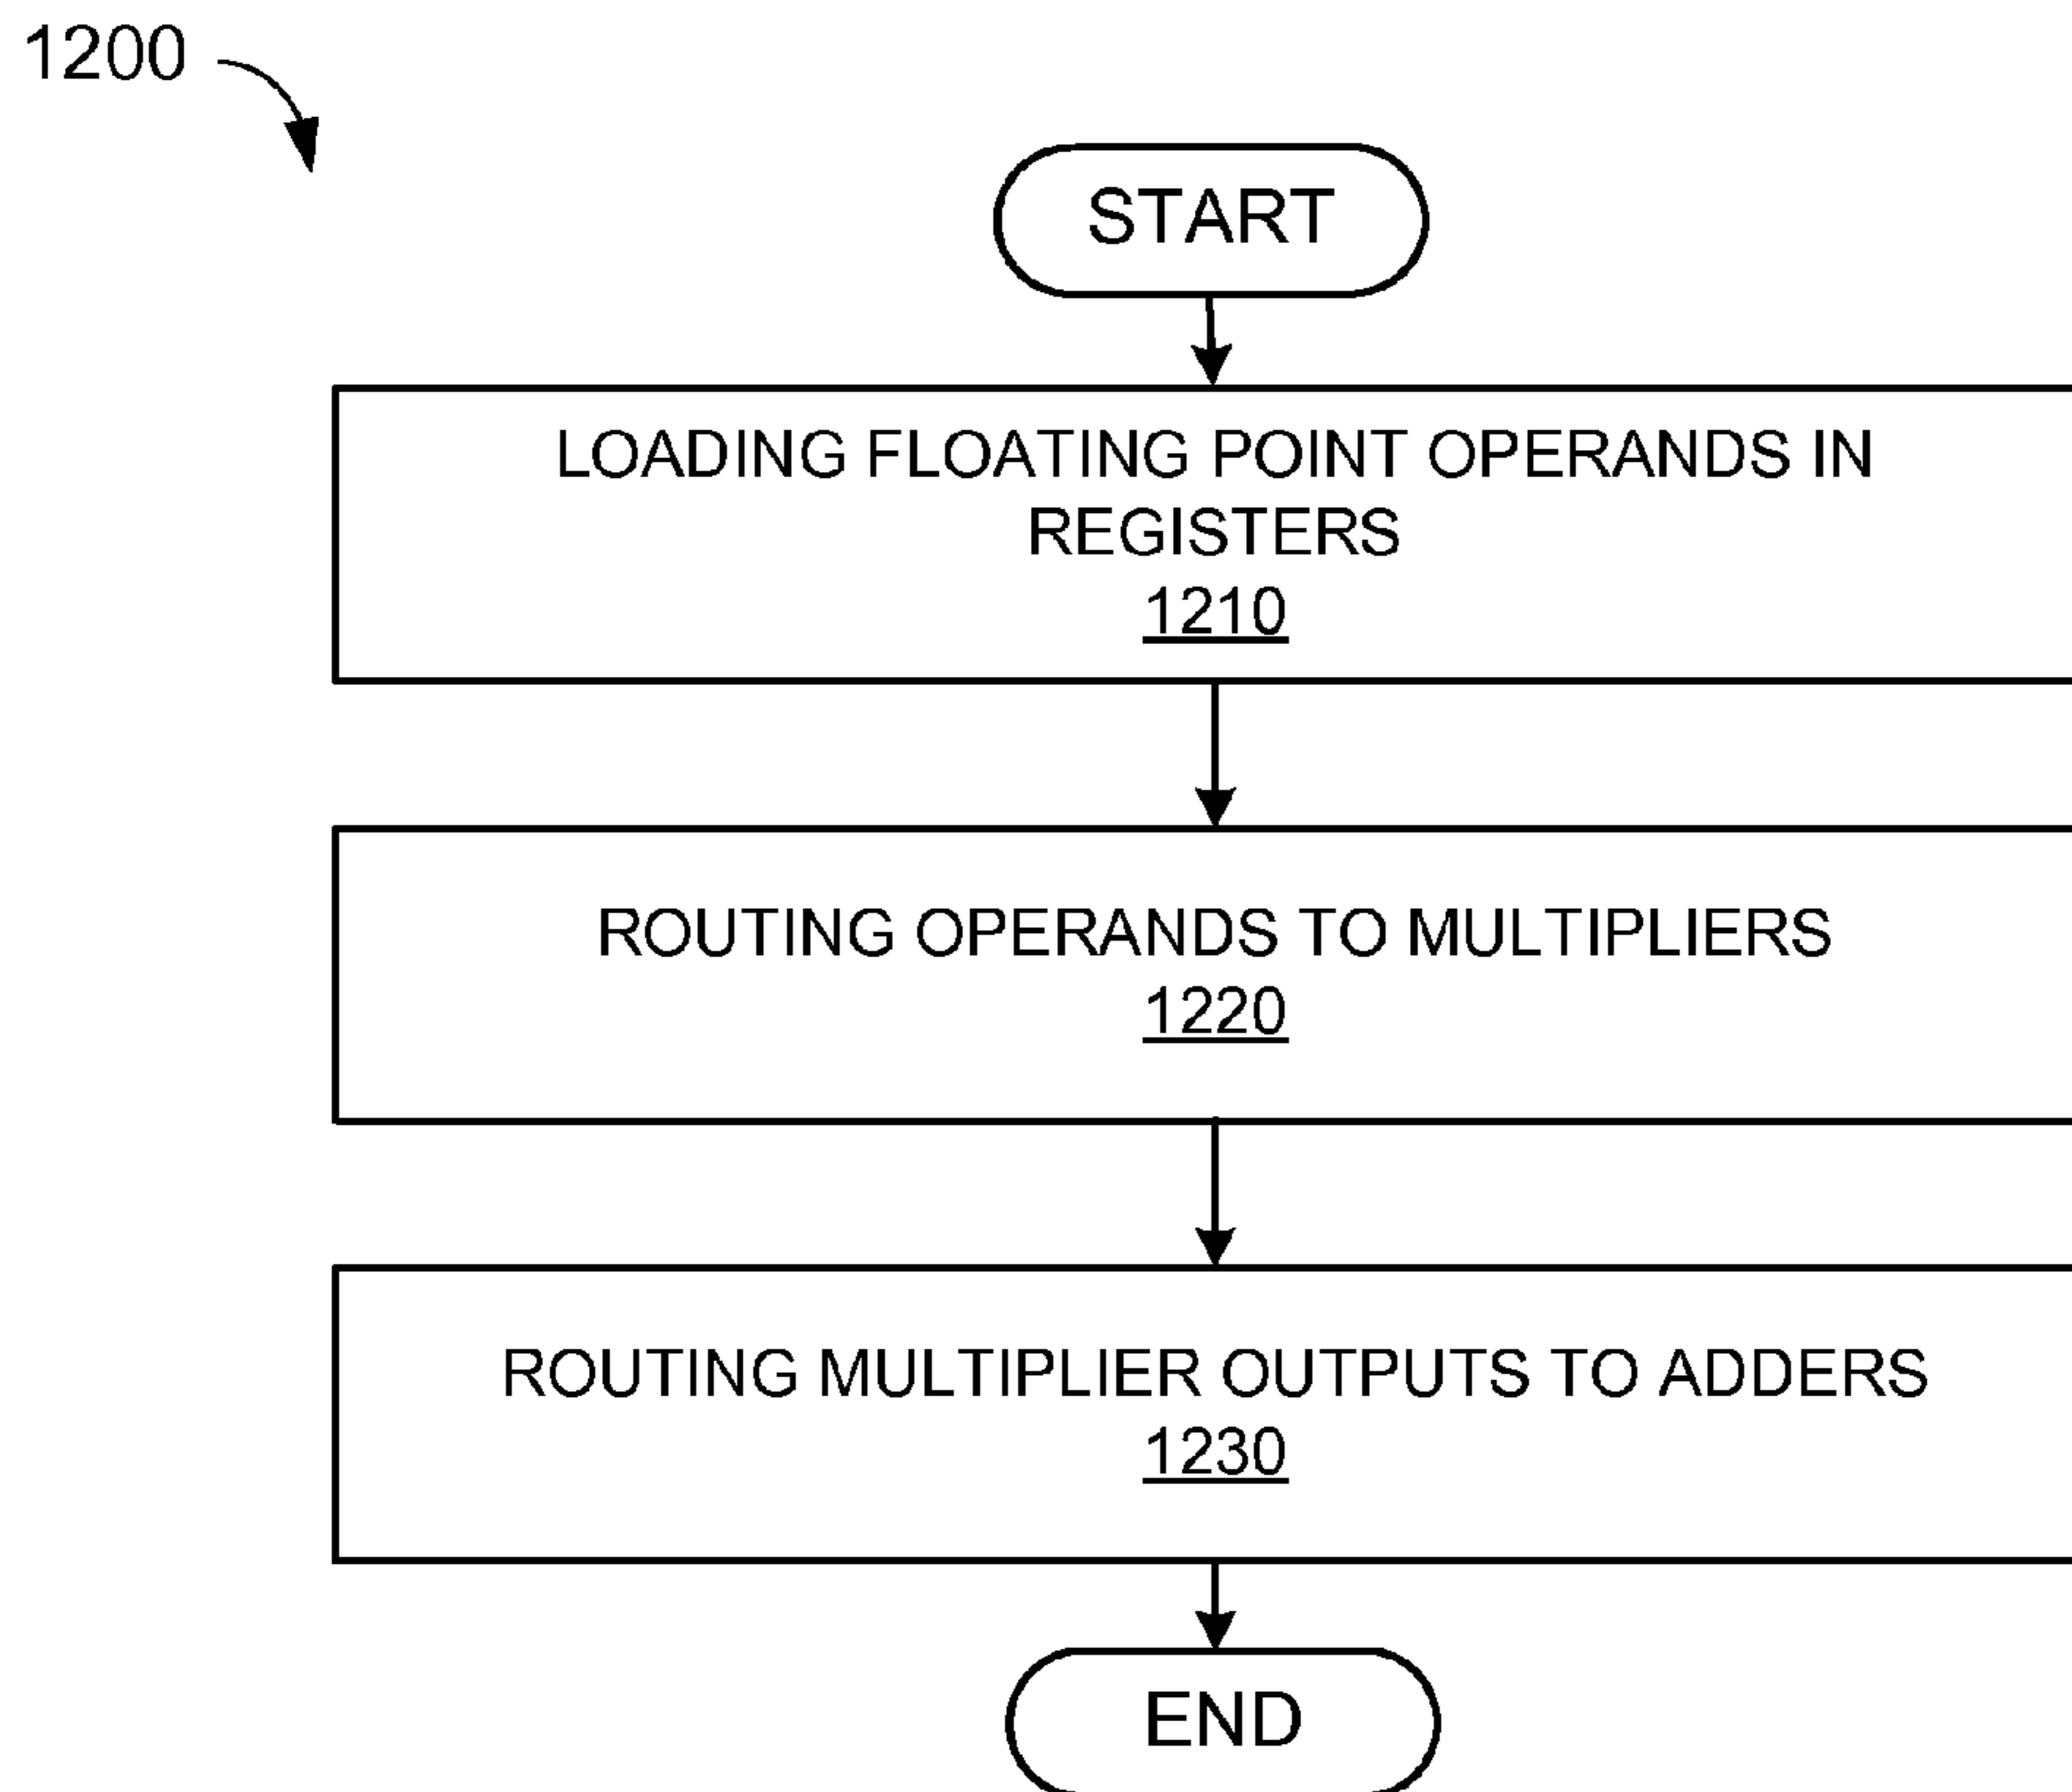 1200
START
LOADING FLOATING POINT OPERANDS IN
REGISTERS
1210
ROUTING OPERANDS TO MULTIPLIERS
1220
ROUTING MULTIPLIER OUTPUTS TO ADDERS
1230
END